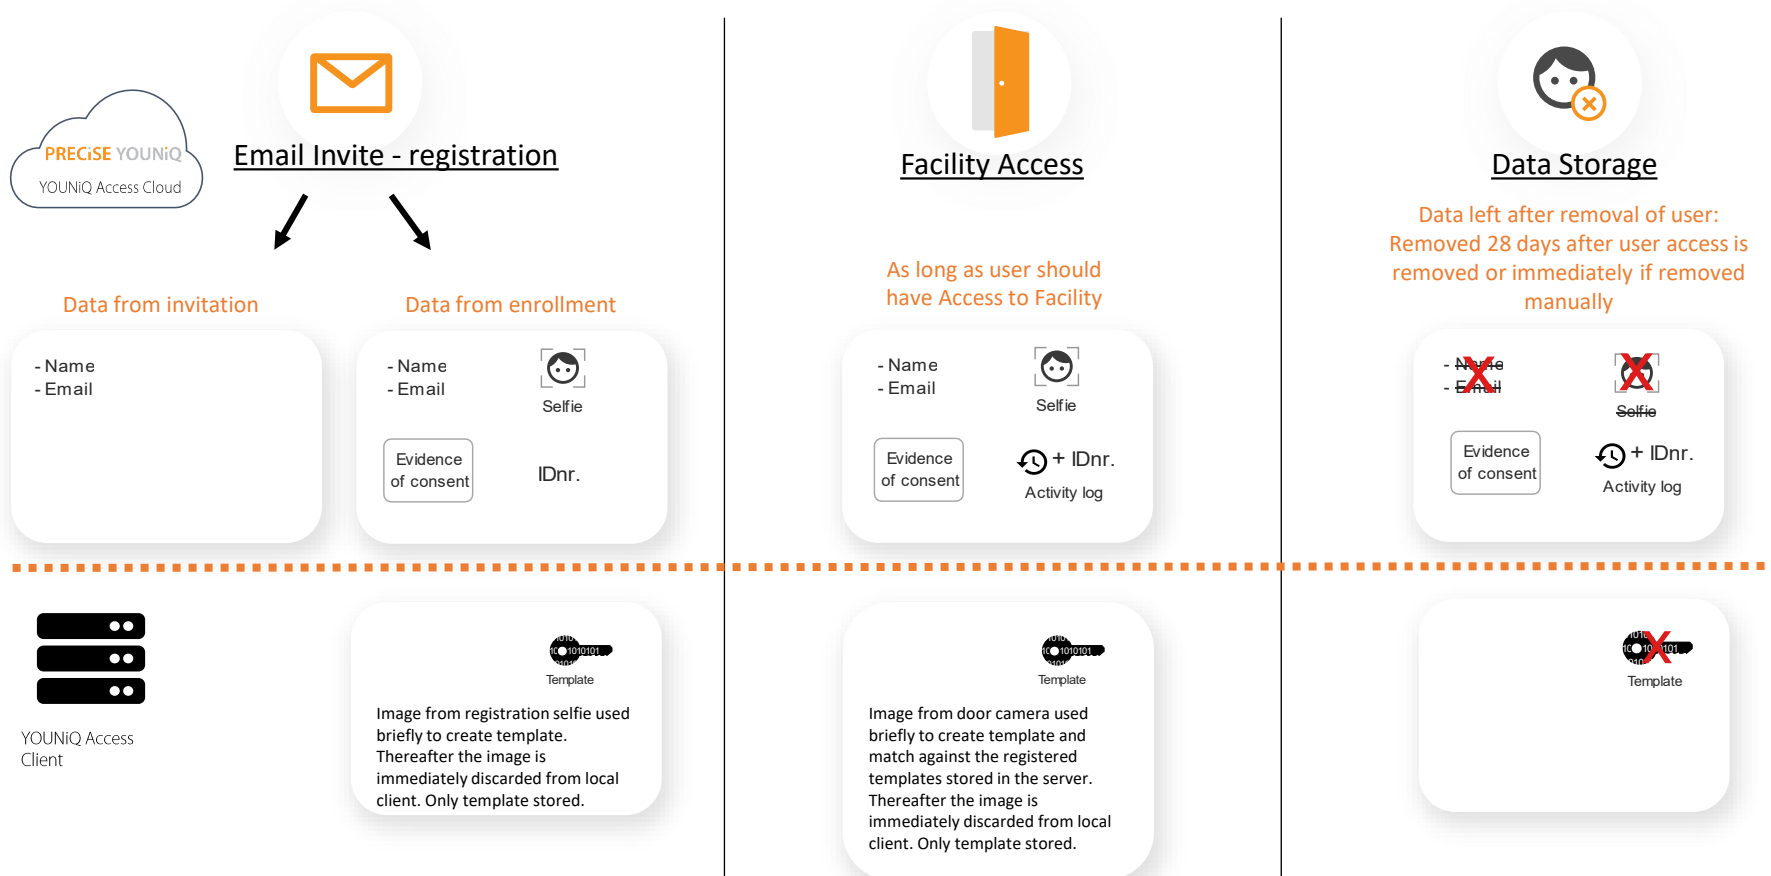 PRECiSE YOUNiQ
YOUNiQ Access Cloud
Email Invite - registration
Data from invitation
- Name
- Email
Data from enrollment
- Name
- Email
Selfie
Evidence
of consent
IDnr.
Facility Access
As long as user should
have Access to Facility
- Name
- Email
Selfie
Evidence
of consent
+ IDnr.
Activity log
Data Storage
Data left after removal of user:
Removed 28 days after user access is
removed or immediately if removed
manually
- Name
- Email
Selfie
Evidence
of consent
+ IDnr.
Activity log
YOUNiQ Access
Client
Template
Image from registration selfie used
briefly to create template.
Thereafter the image is
immediately discarded from local
client. Only template stored.
Template
Image from door camera used
briefly to create template and
match against the registered
templates stored in the server.
Thereafter the image is
immediately discarded from local
client. Only template stored.
Template